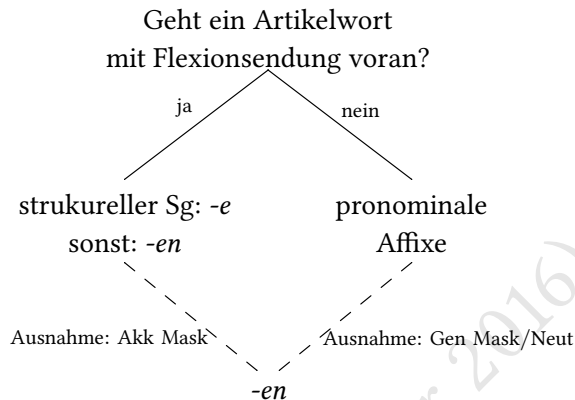 Geht ein Artikelwort
mit Flexionsendung voran?
ja
nein
strukureller Sg: -e
sonst: -en
pronominale
Affixe
Ausnahme: Akk Mask
Ausnahme: Gen Mask/Neut
-en
2016)